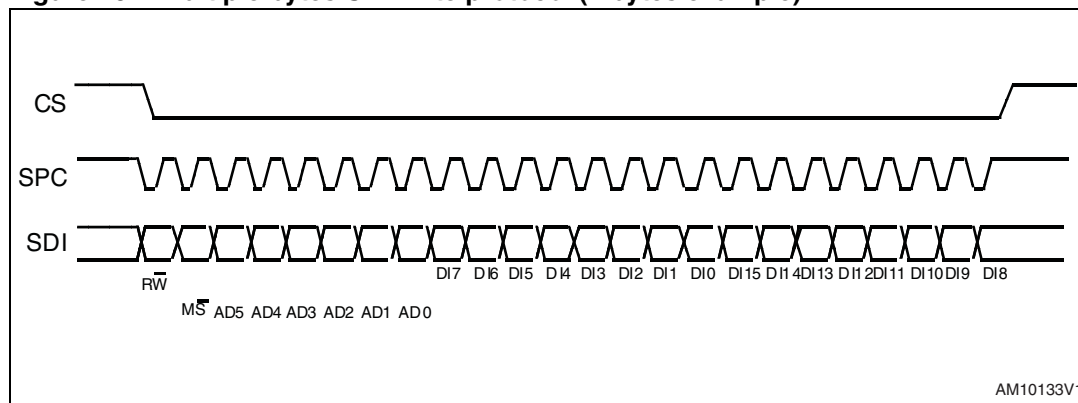 CS
SPC
SDI
RW
DI7 DI6 DI5 DI4 DI3 DI2 DI1 DI0 DI15 DI14 DI13 DI12 DI11 DI10 DI9 DI8
MS AD5 AD4 AD3 AD2 AD1 AD0
AM10133V1